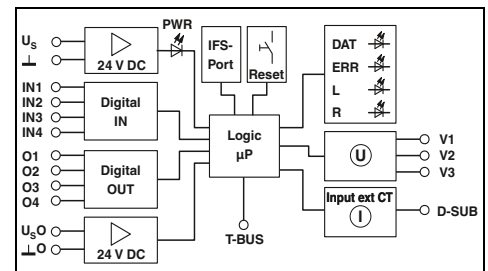 PWR
U_S
⊥
24 V DC
IFS-
Port
Reset
DAT
ERR
L
R
IN1
IN2
IN3
IN4
Digital
IN
Logic
µP
U
V1
V2
V3
O1
O2
O3
O4
Digital
OUT
Input ext CT
I
D-SUB
U_SO
⊥O
24 V DC
T-BUS